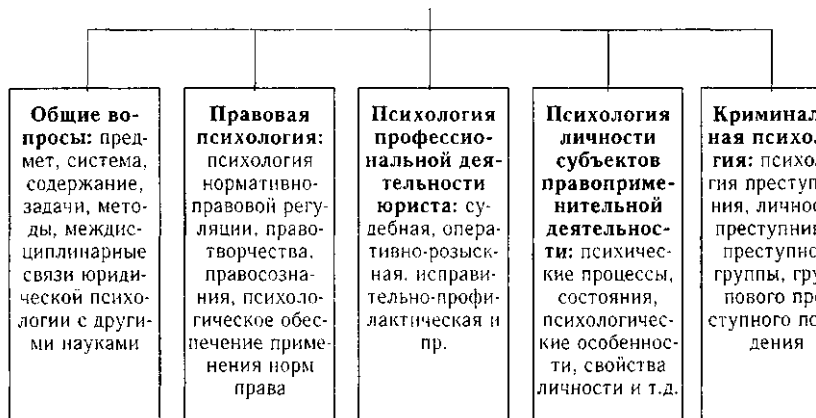 Общие во-
просы: пред-
мет, система,
содержание,
задачи, мето-
ды, междис-
циплинарные
связи юриди-
ческой психо-
логии с други-
ми науками
Правовая
психология:
психология
нормативно-
правовой регу-
ляции, право-
творчества,
правосозна-
ния, психоло-
гическое обес-
печение приме-
нения норм
права
Психология
профессио-
нальной дея-
тельности
юриста: су-
дебная, опера-
тивно-розыск-
ная, исправи-
тельно-профи-
лактическая и
пр.
Психология
личности
субъектов
правоприме-
нительной
деятельнос-
ти: психичес-
кие процессы,
состояния,
психологичес-
кие особеннос-
ти, свойства
личности и т.д.
Криминал
ная психол
гия: психол
гия преступ
ния, личнос
преступни
преступно
группы, гру
пового пре
ступного по
дения